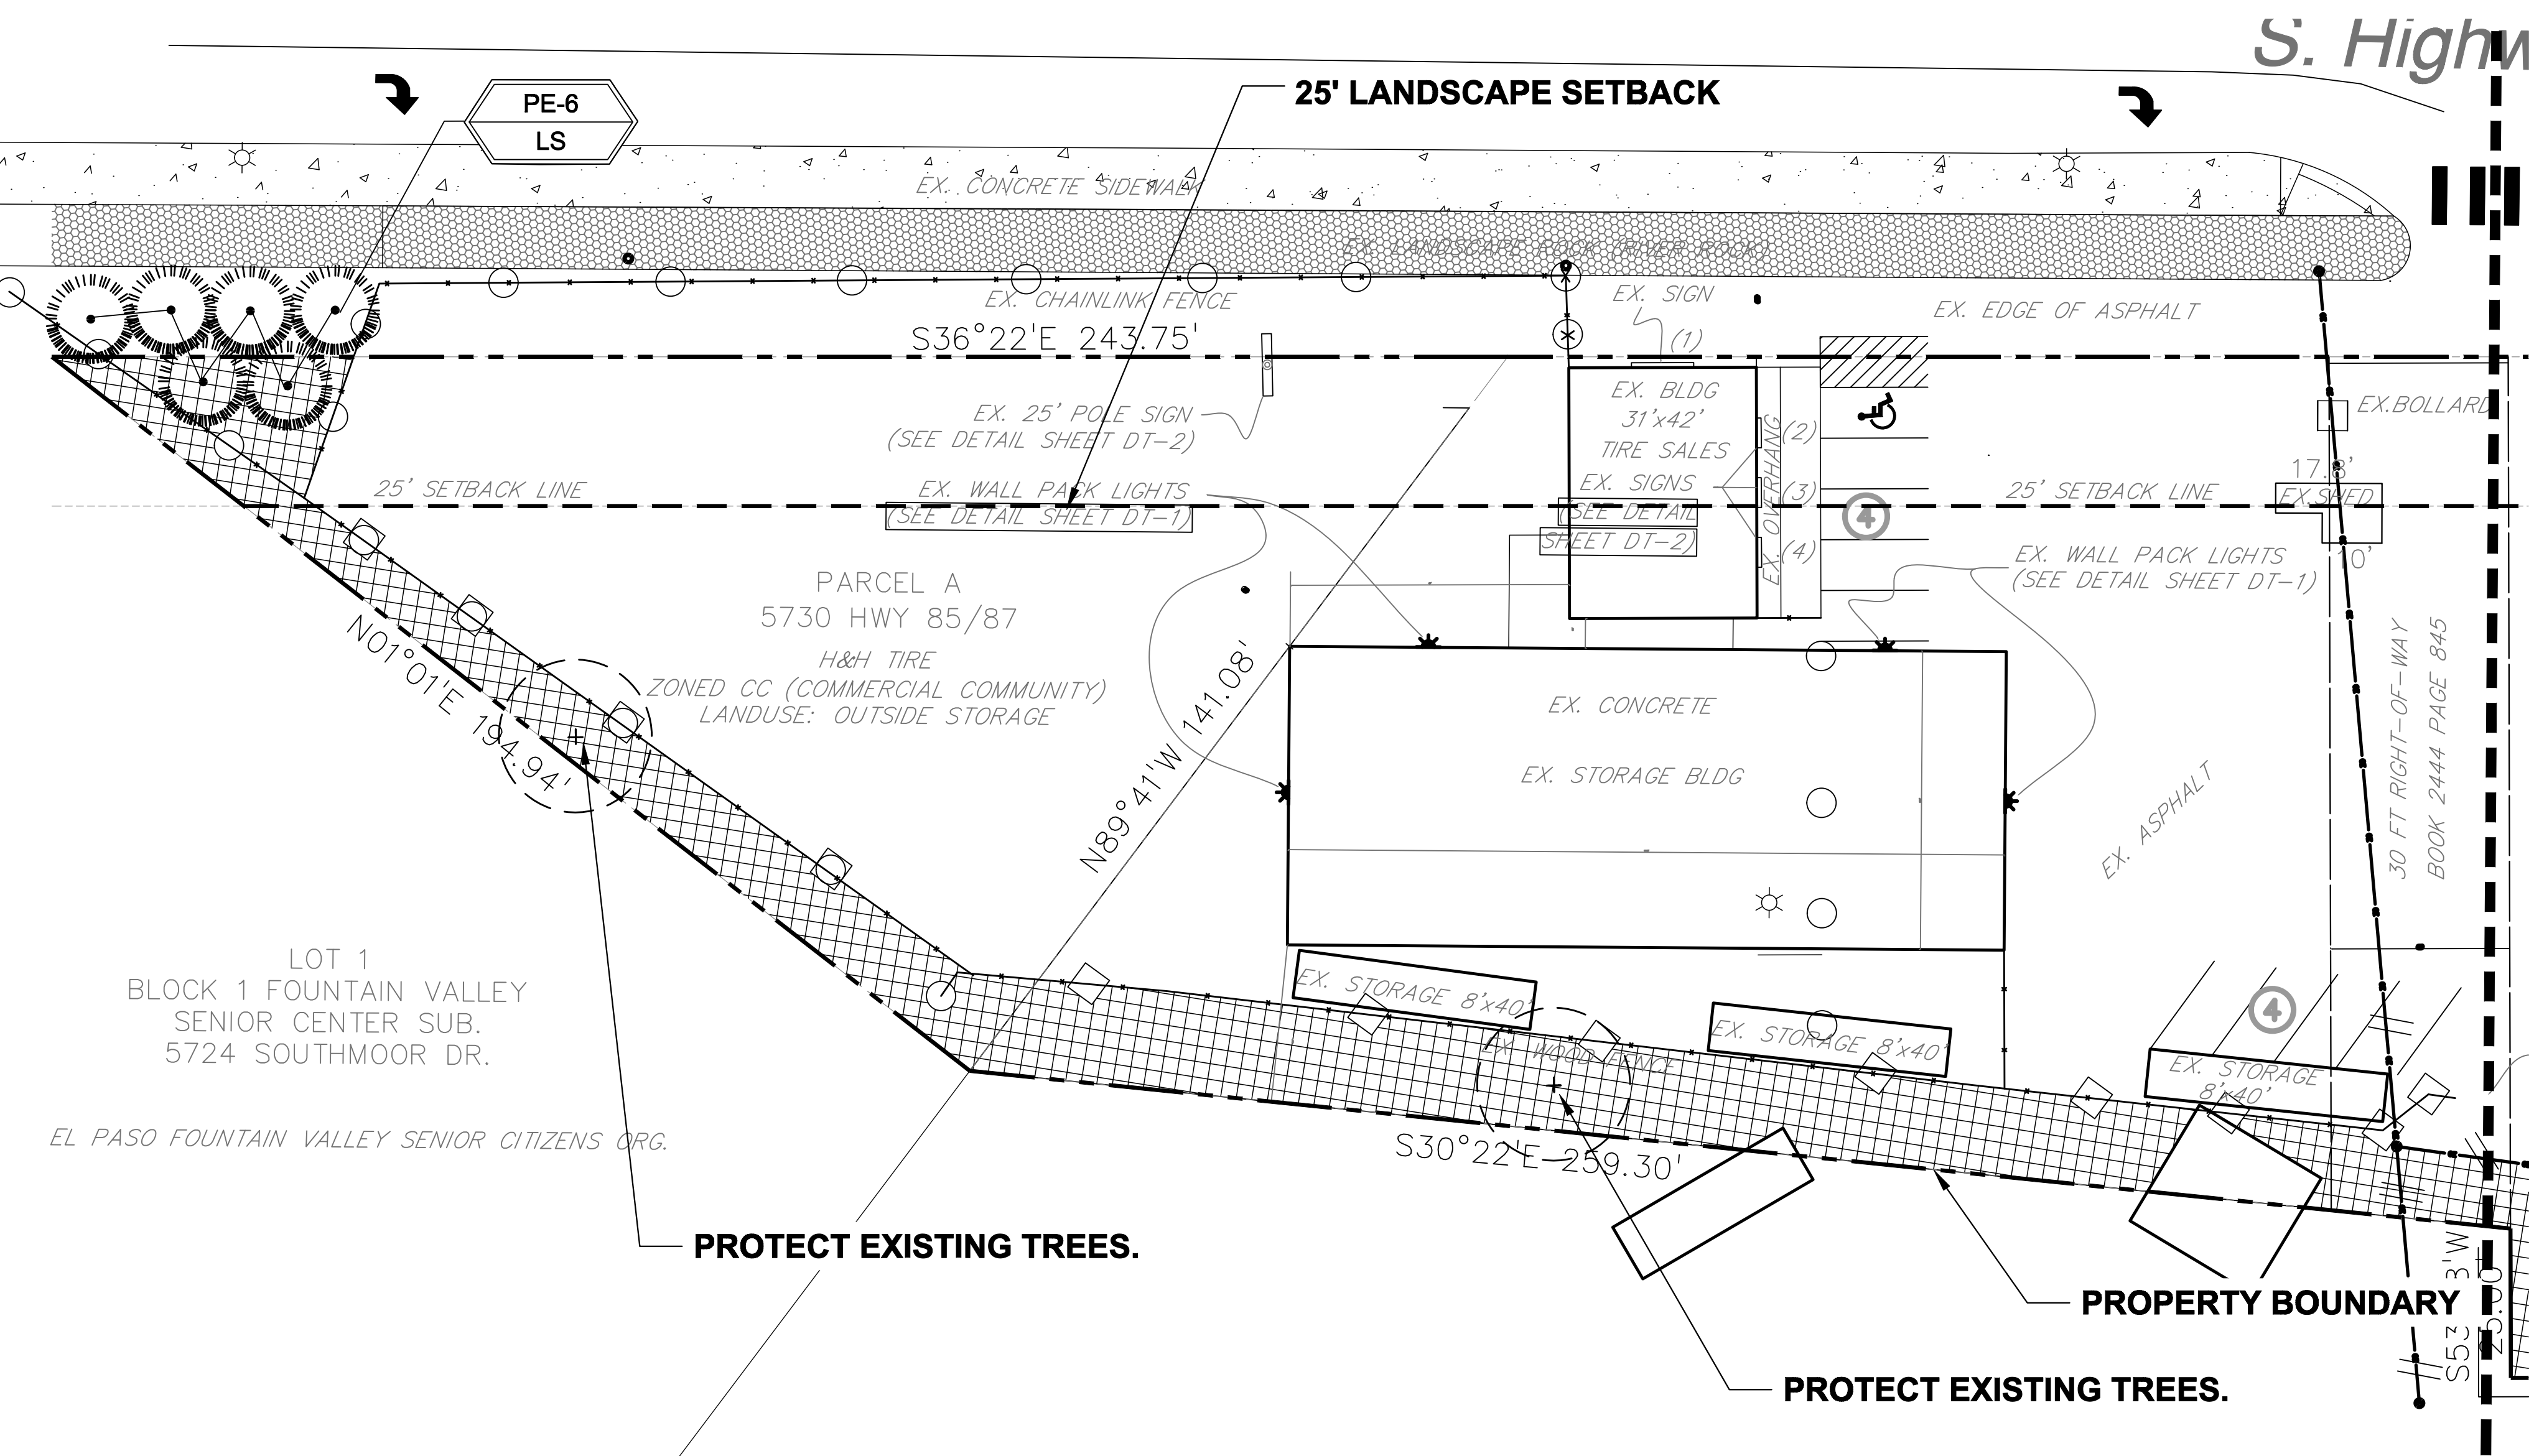 S. Highw
PE-6
LS
25' LANDSCAPE SETBACK
EX. CONCRETE SIDEWALK
EX. LANDSCAPE ROCK (RIVER ROCK)
EX. CHAINLINK FENCE
S36°22'E 243.75'
EX. SIGN
(1)
EX. EDGE OF ASPHALT
EX. 25' POLE SIGN
(SEE DETAIL SHEET DT-2)
EX. BLDG
31'x42'
TIRE SALES
EX. SIGNS
(SEE DETAIL
SHEET DT-2)
EX. OVERHANG
(2)
(3)
(4)
4
EX.BOLLARD
17.8'
EX.SHED
10'
25' SETBACK LINE
EX. WALL PACK LIGHTS
(SEE DETAIL SHEET DT-1)
25' SETBACK LINE
EX. WALL PACK LIGHTS
(SEE DETAIL SHEET DT-1)
PARCEL A
5730 HWY 85/87
H&H TIRE
ZONED CC (COMMERCIAL COMMUNITY)
LANDUSE: OUTSIDE STORAGE
N01°01'E 194.94'
N89°41'W 141.08'
EX. CONCRETE
EX. STORAGE BLDG
EX. ASPHALT
30 FT RIGHT-OF-WAY
BOOK 2444 PAGE 845
LOT 1
BLOCK 1 FOUNTAIN VALLEY
SENIOR CENTER SUB.
5724 SOUTHMOOR DR.
EL PASO FOUNTAIN VALLEY SENIOR CITIZENS ORG.
EX. STORAGE 8'x40'
EX. WOOD FENCE
EX. STORAGE 8'x40'
4
EX. STORAGE
8'x40'
S30°22'E 259.30'
PROTECT EXISTING TREES.
PROPERTY BOUNDARY
PROTECT EXISTING TREES.
25.00'